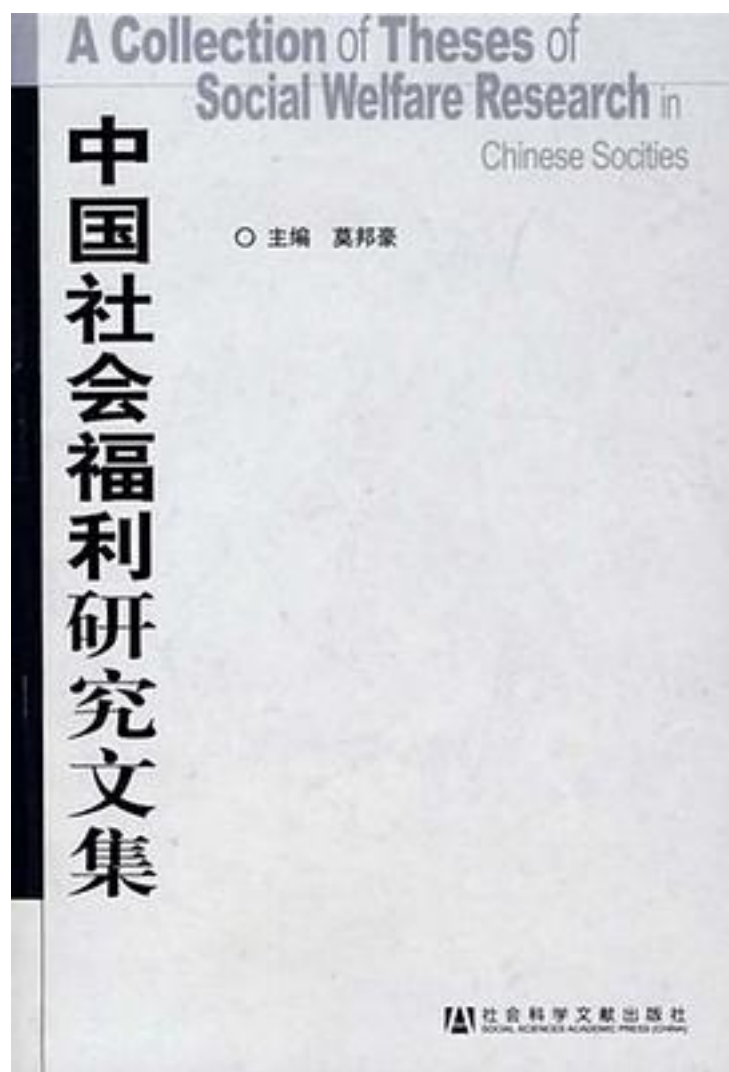 A Collection of Theses of
Social Welfare Research in
Chinese Socities
中国社会福利研究文集
主编 莫邦豪
社会科学文献出版社
SOCIAL SCIENCES ACADEMIC PRESS (CHINA)